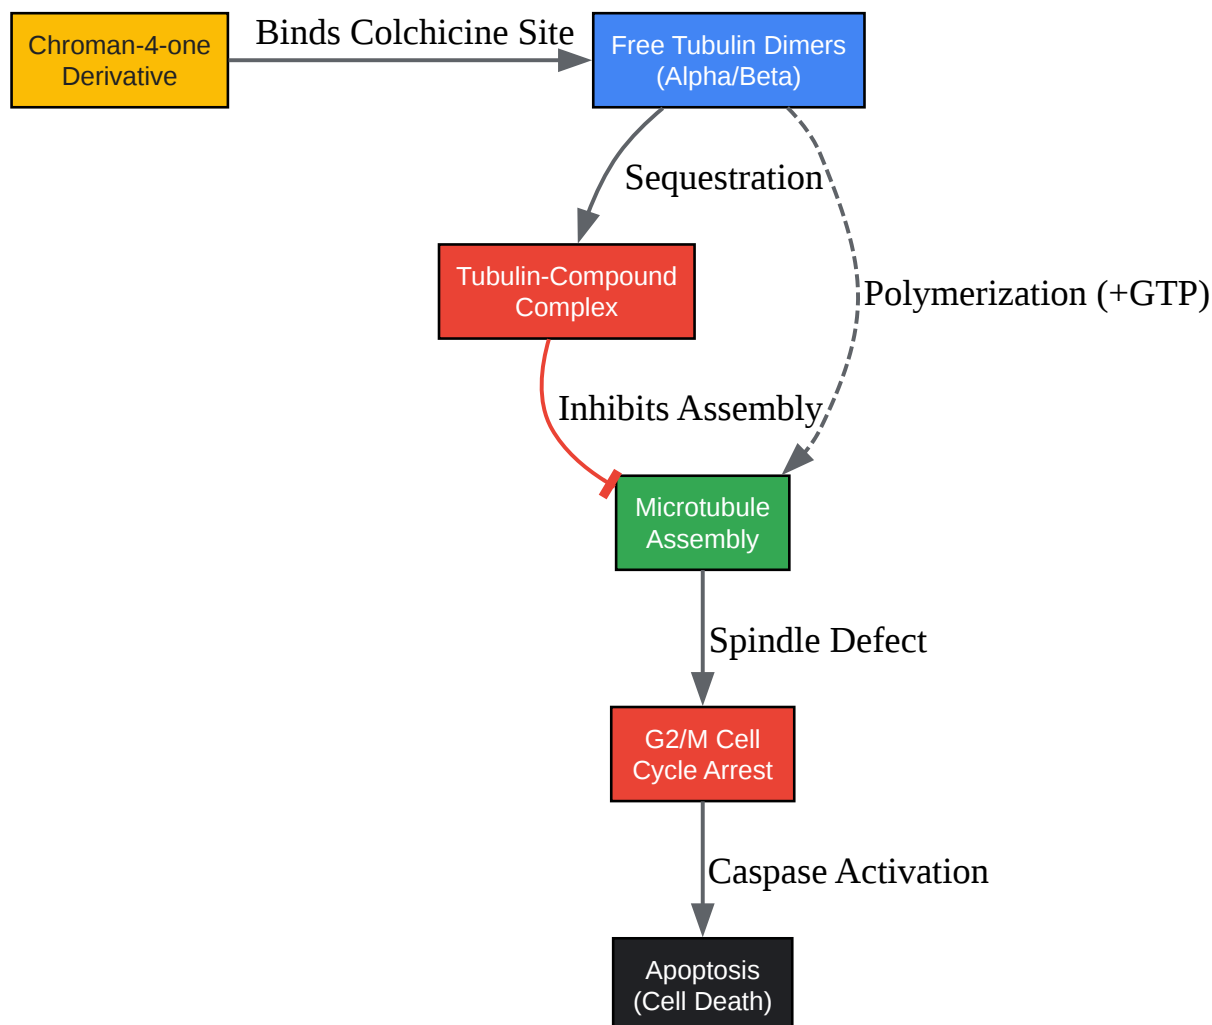 Chroman-4-one
Derivative
Binds Colchicine Site
Free Tubulin Dimers
(Alpha/Beta)
Sequestration
Tubulin-Compound
Complex
Polymerization (+GTP)
Inhibits Assembly
Microtubule
Assembly
Spindle Defect
G2/M Cell
Cycle Arrest
Caspase Activation
Apoptosis
(Cell Death)